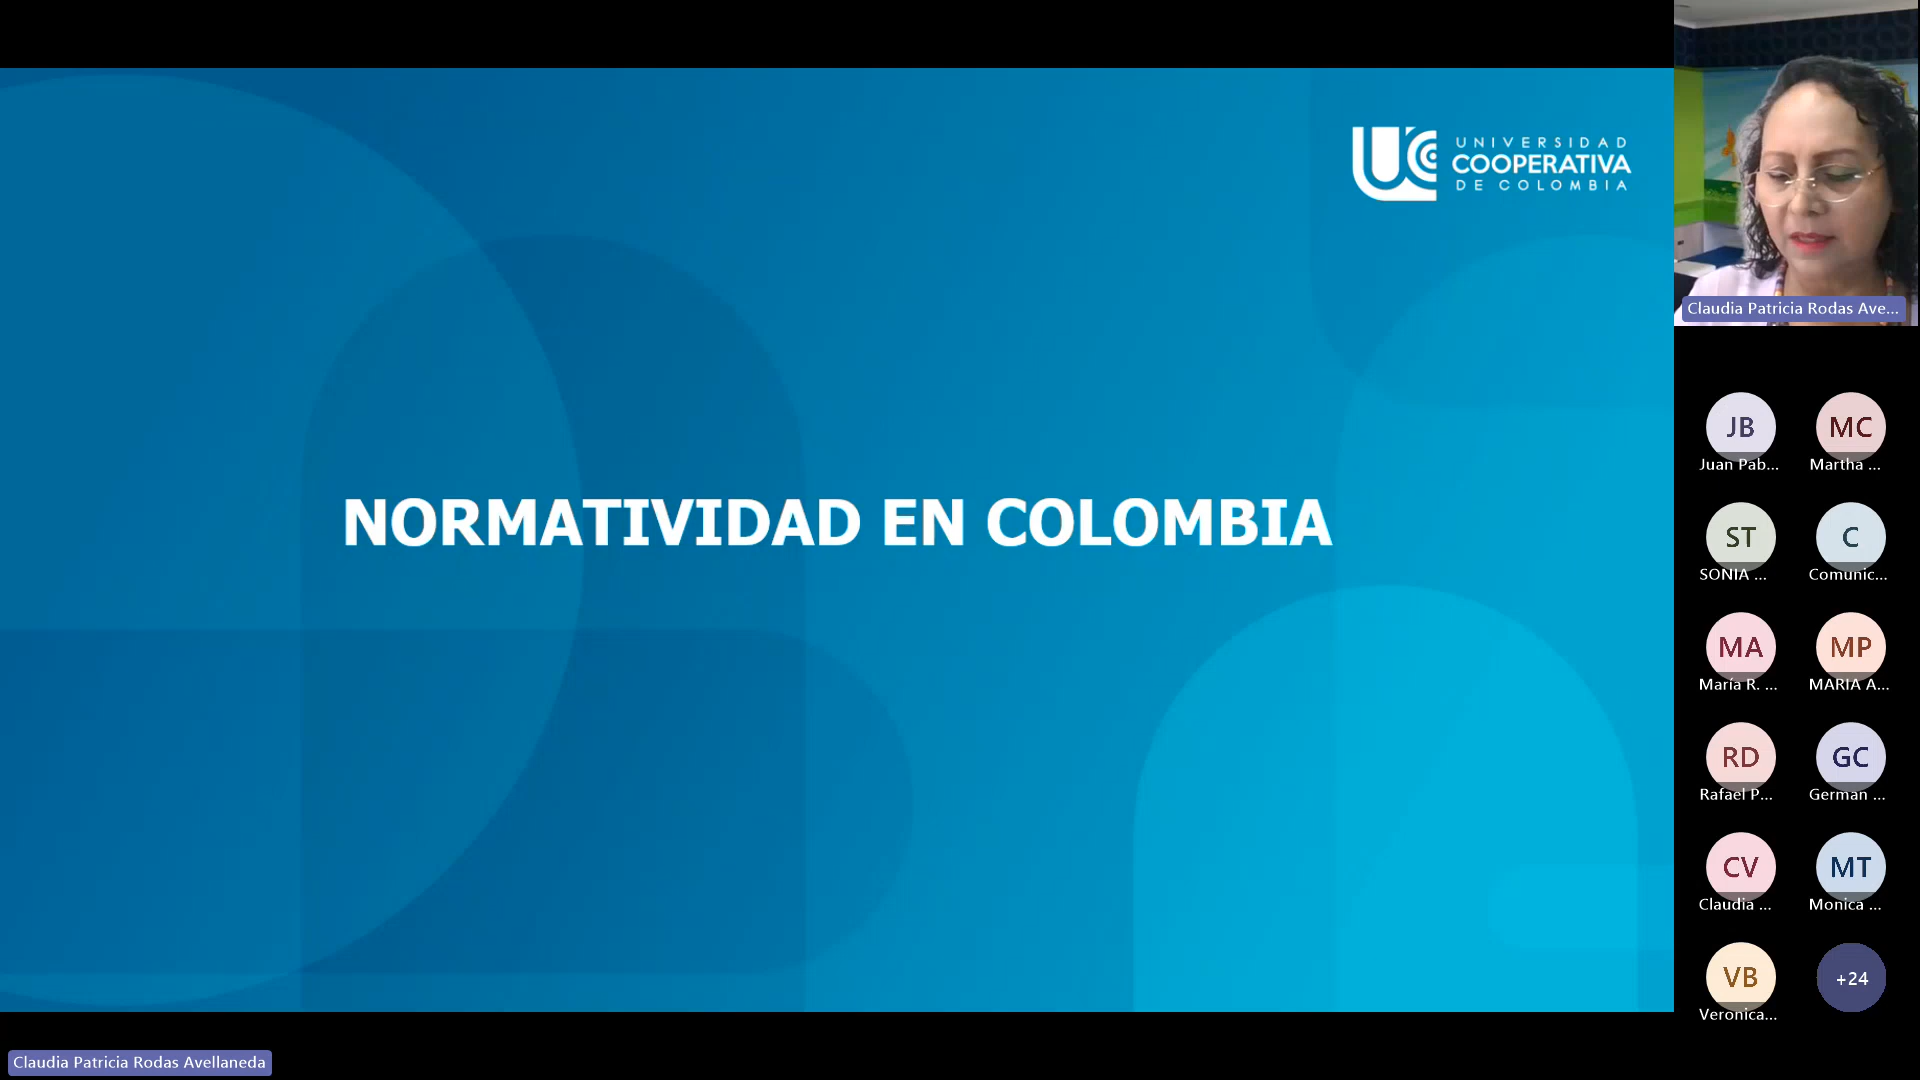 UNIVERSIDAD
COOPERATIVA
DE COLOMBIA
NORMATIVIDAD EN COLOMBIA
Claudia Patricia Rodas Ave...
JB
Juan Pab...
MC
Martha ...
ST
SONIA ...
C
Comunic...
MA
María R. ...
MP
MARIA A...
RD
Rafael P...
GC
German ...
CV
Claudia ...
MT
Monica ...
VB
Veronica...
+24
Claudia Patricia Rodas Avellaneda